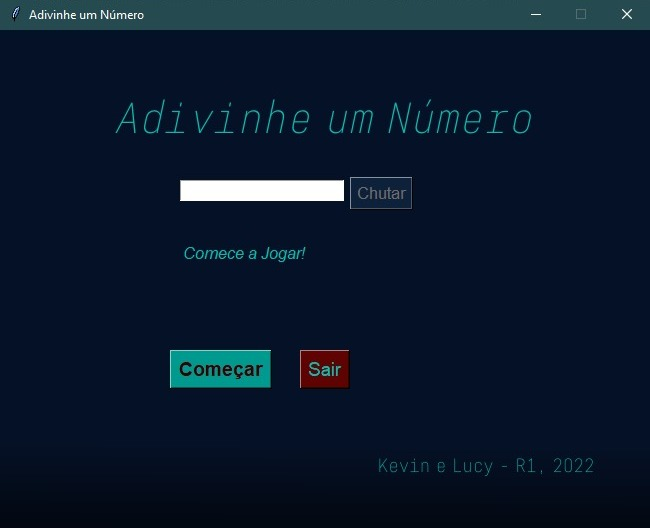 Adivinhe um Número
Adivinhe um Número
Chutar
Comece a Jogar!
Começar
Sair
Kevin e Lucy - R1, 2022